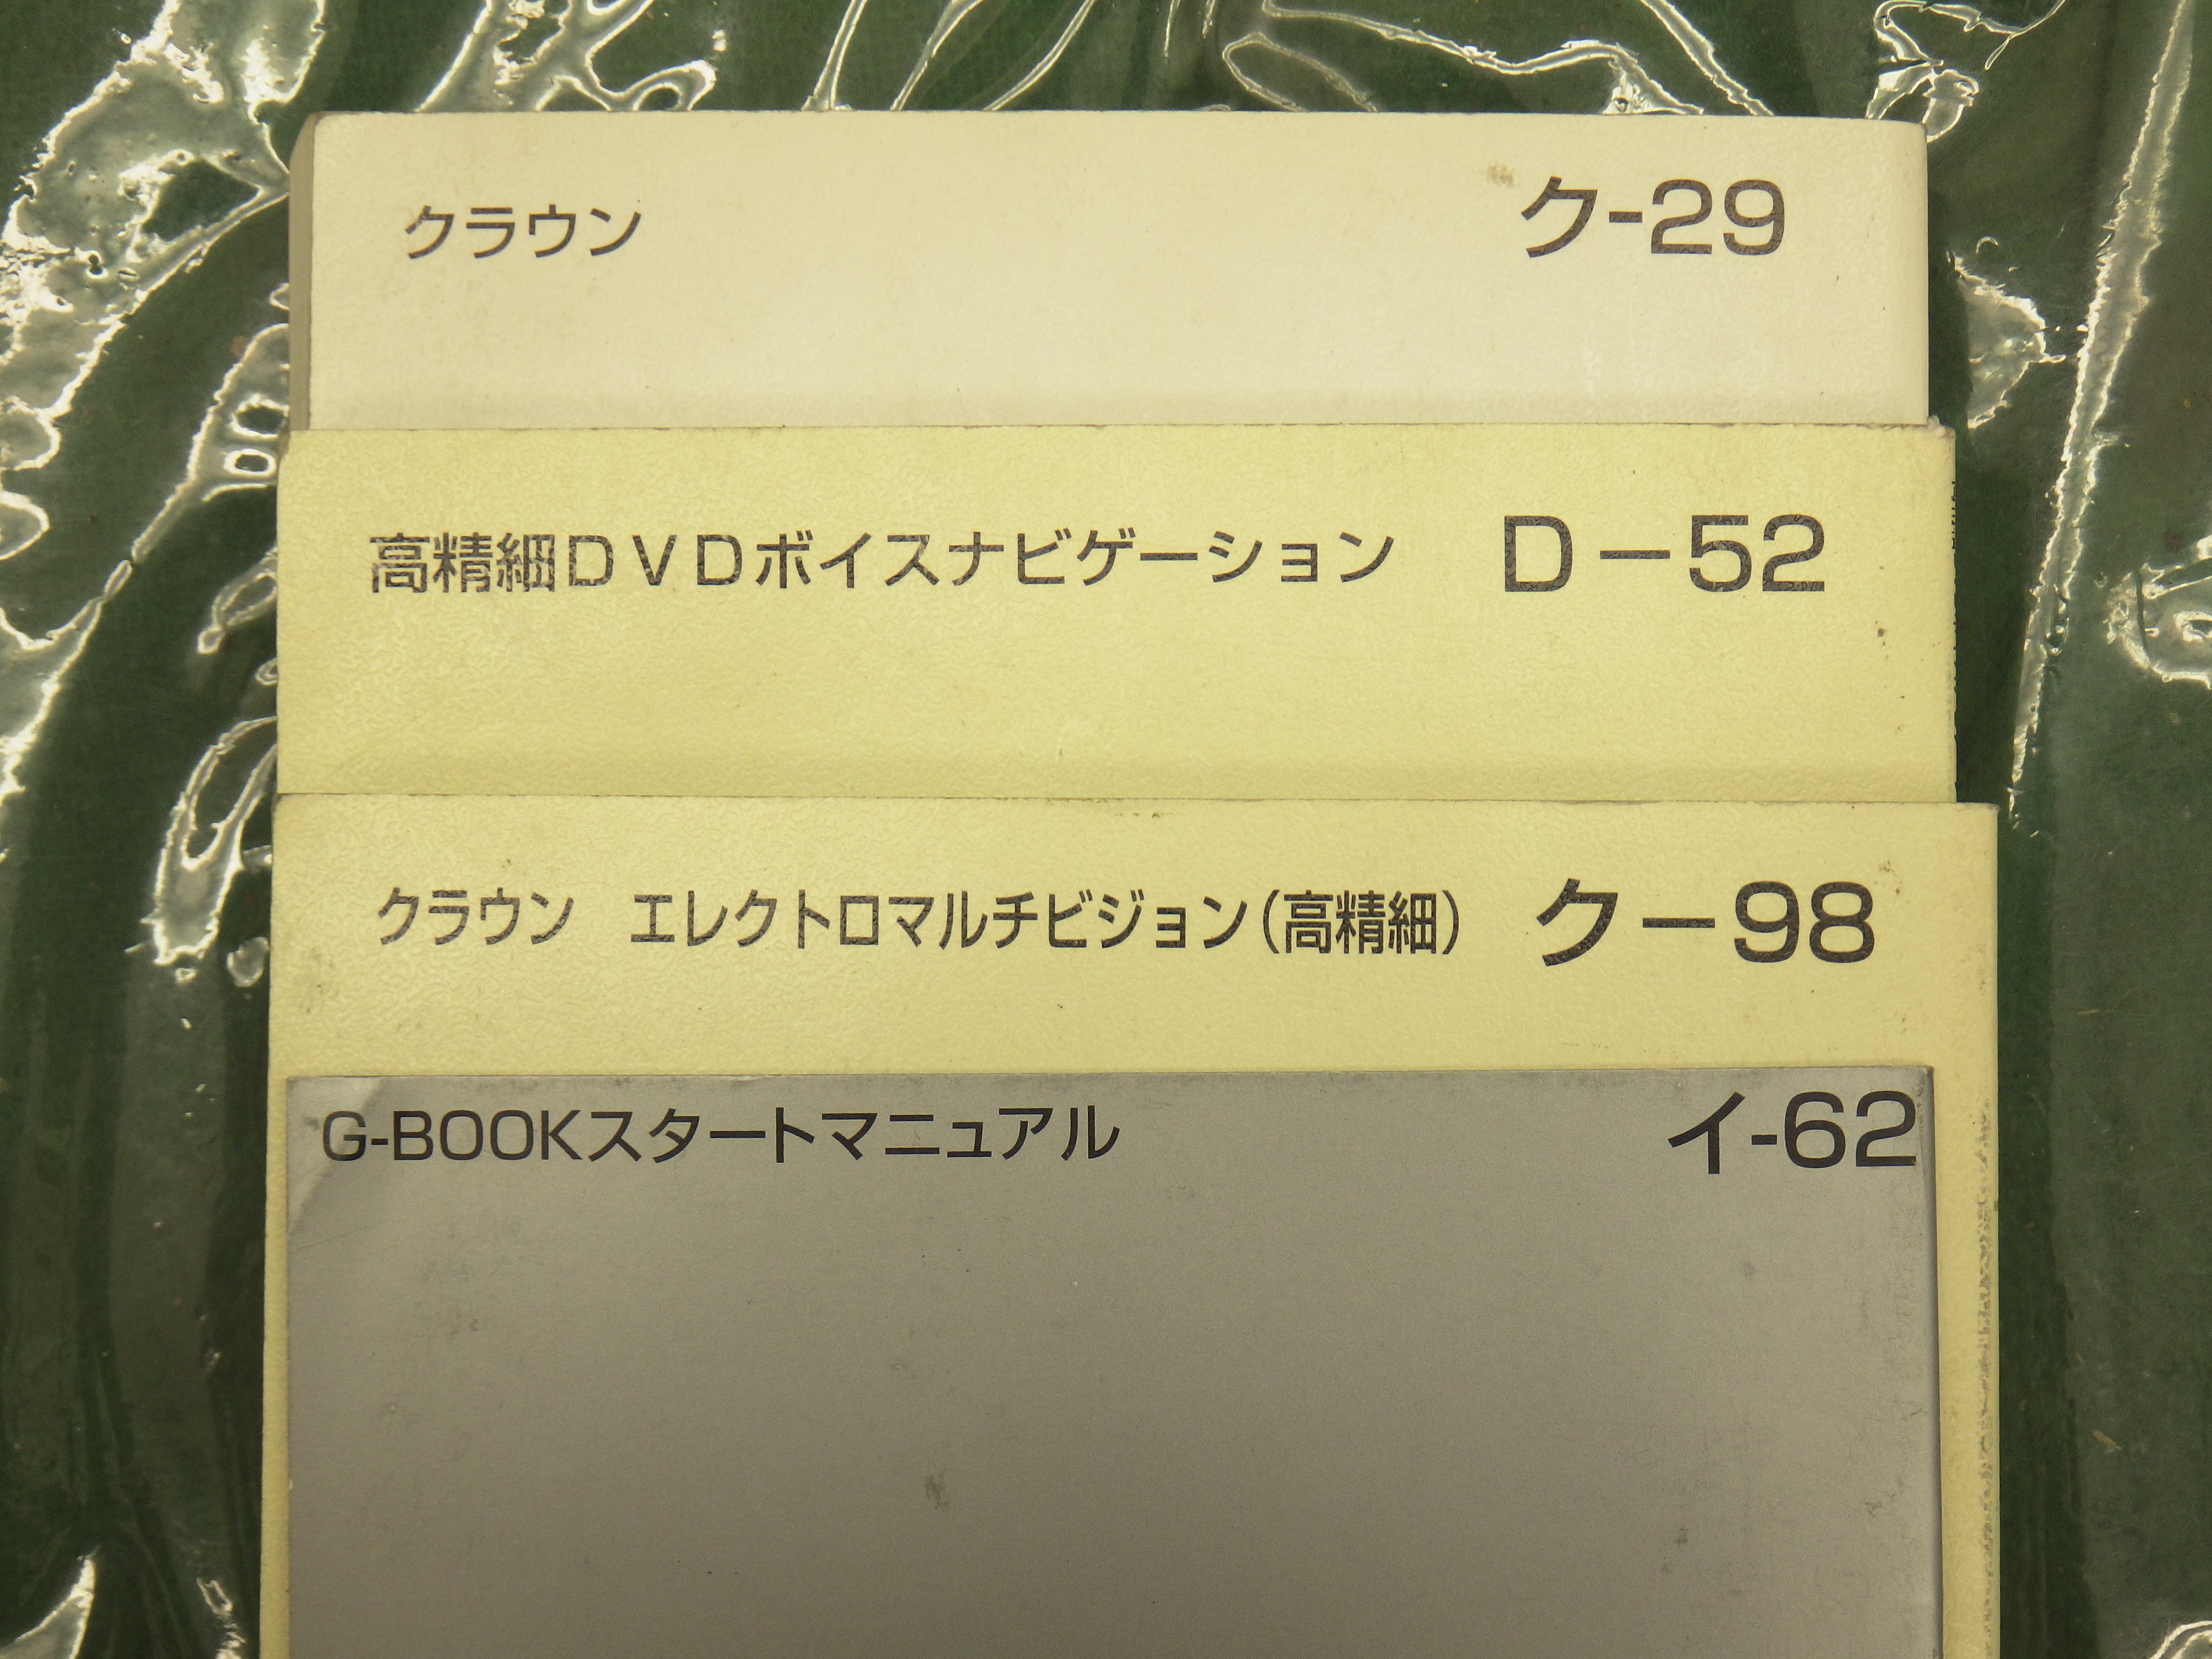 クラウン ク-29
高精細ＤＶＤボイスナビゲーション Ｄ－52
クラウン　エレクトロマルチビジョン（高精細） ク－98
G-BOOKスタートマニュアル イ-62